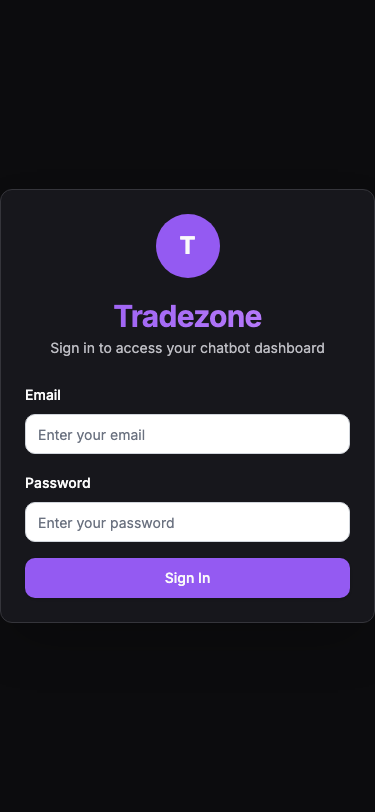 T
Tradezone
Sign in to access your chatbot dashboard
Email
Enter your email
Password
Enter your password
Sign In